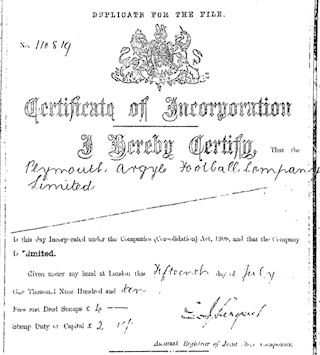 DUPLICATE FOR THE FILE.
No. 110819
Certificate of Incorporation
I Hereby Certify, That the
Plymouth Argyle Football Company
Limited
Is this day Incorporated under the Companies (Consolidation) Act, 1908, and that the Company
is Limited.
Given under my hand at London this Fifteenth day of July
One Thousand Nine Hundred and ten
Fees and Deed Stamps £ 4
Stamp Duty on Capital £ 2
Assistant Registrar of Joint Stock Companies.